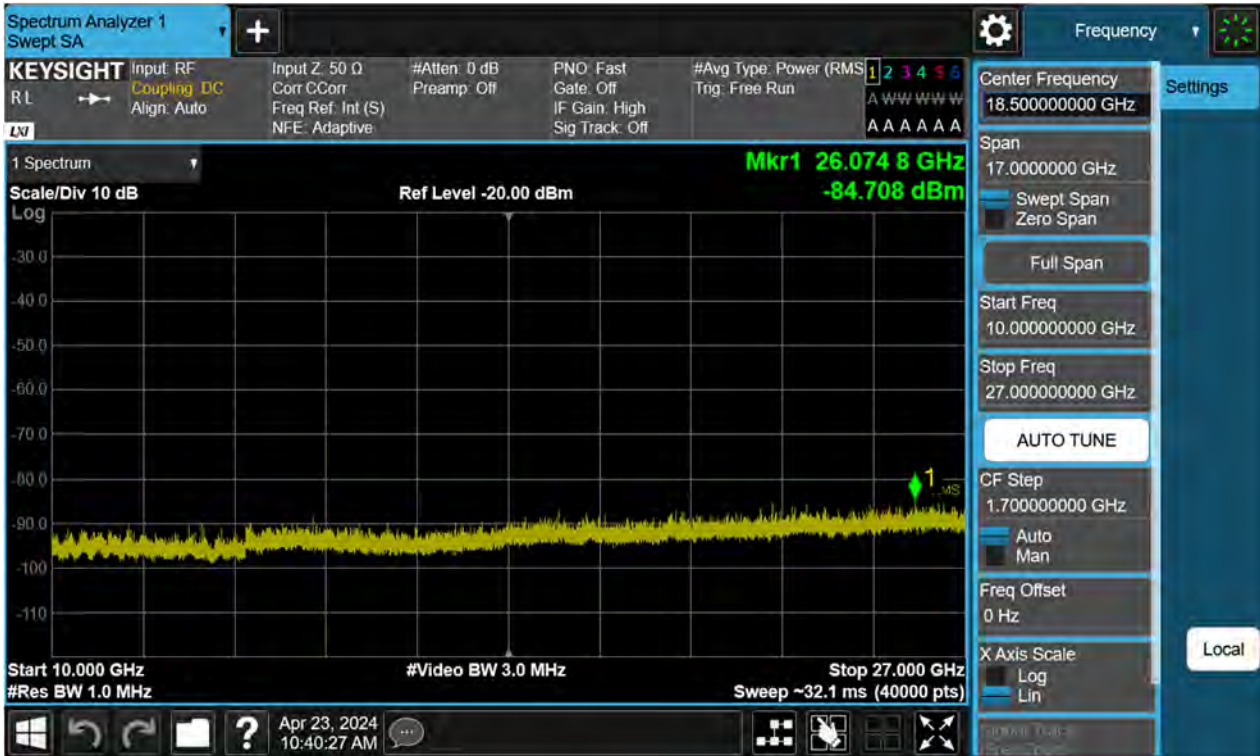 Spectrum Analyzer 1
Swept SA
Frequency
KEYSIGHT
RL
LXI
Input: RF
Coupling: DC
Align: Auto
Input Z: 50 Ω
Corr CCorr
Freq Ref: Int (S)
NFE: Adaptive
#Atten: 0 dB
Preamp: Off
PNO: Fast
Gate: Off
IF Gain: High
Sig Track: Off
#Avg Type: Power (RMS
Trig: Free Run
1 2 3 4 5 6
A W W W W W
A A A A A A
1 Spectrum
Scale/Div 10 dB
Ref Level -20.00 dBm
Mkr1 26.074 8 GHz
-84.708 dBm
Log
-30.0
-40.0
-50.0
-60.0
-70.0
-80.0
-90.0
-100
-110
1
Start 10.000 GHz
#Video BW 3.0 MHz
Stop 27.000 GHz
#Res BW 1.0 MHz
Sweep ~32.1 ms (40000 pts)
?
Apr 23, 2024
10:40:27 AM
Center Frequency
18.500000000 GHz
Settings
Span
17.0000000 GHz
Swept Span
Zero Span
Full Span
Start Freq
10.000000000 GHz
Stop Freq
27.000000000 GHz
AUTO TUNE
CF Step
1.700000000 GHz
Auto
Man
Freq Offset
0 Hz
X Axis Scale
Log
Lin
Local